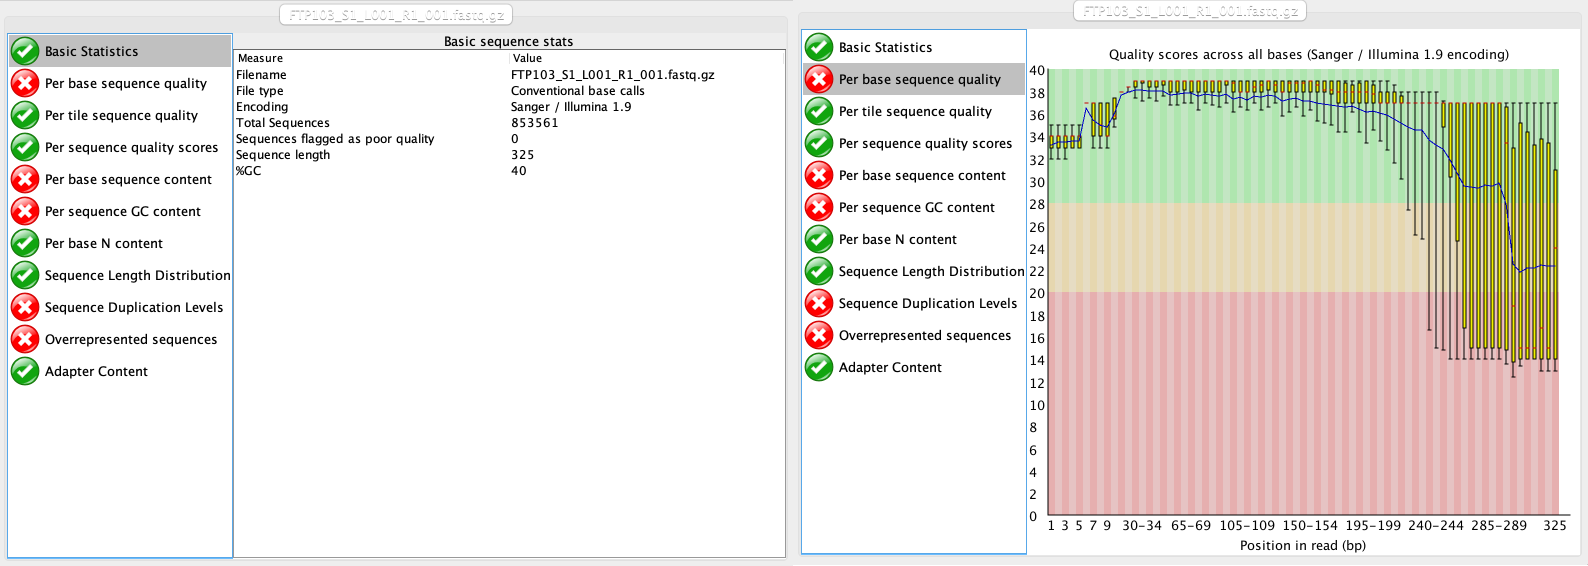 FTP103_S1_L001_R1_001.fastq.gz
Basic Statistics
Per base sequence quality
Per tile sequence quality
Per sequence quality scores
Per base sequence content
Per sequence GC content
Per base N content
Sequence Length Distribution
Sequence Duplication Levels
Overrepresented sequences
Adapter Content
Basic sequence stats
Measure Value
Filename FTP103_S1_L001_R1_001.fastq.gz
File type Conventional base calls
Encoding Sanger / Illumina 1.9
Total Sequences 853561
Sequences flagged as poor quality 0
Sequence length 325
%GC 40
FTP103_S1_L001_R1_001.fastq.gz
Basic Statistics
Per base sequence quality
Per tile sequence quality
Per sequence quality scores
Per base sequence content
Per sequence GC content
Per base N content
Sequence Length Distribution
Sequence Duplication Levels
Overrepresented sequences
Adapter Content
Quality scores across all bases (Sanger / Illumina 1.9 encoding)
40
38
36
34
32
30
28
26
24
22
20
18
16
14
12
10
8
6
4
2
0
1 3 5 7 9 30-34 65-69 105-109 150-154 195-199 240-244 285-289 325
Position in read (bp)